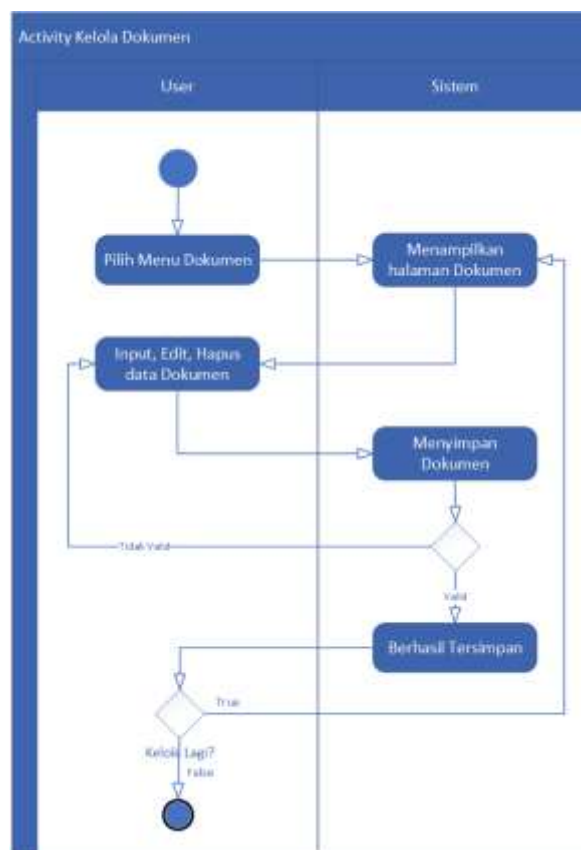 Activity Kelola Dokumen
User
Sistem
Pilih Menu Dokumen
Menampilkan
halaman Dokumen
Input, Edit, Hapus
data Dokumen
Menyimpan
Dokumen
Tidak Valid
Valid
Berhasil Tersimpan
True
Kelola Lagi?
False